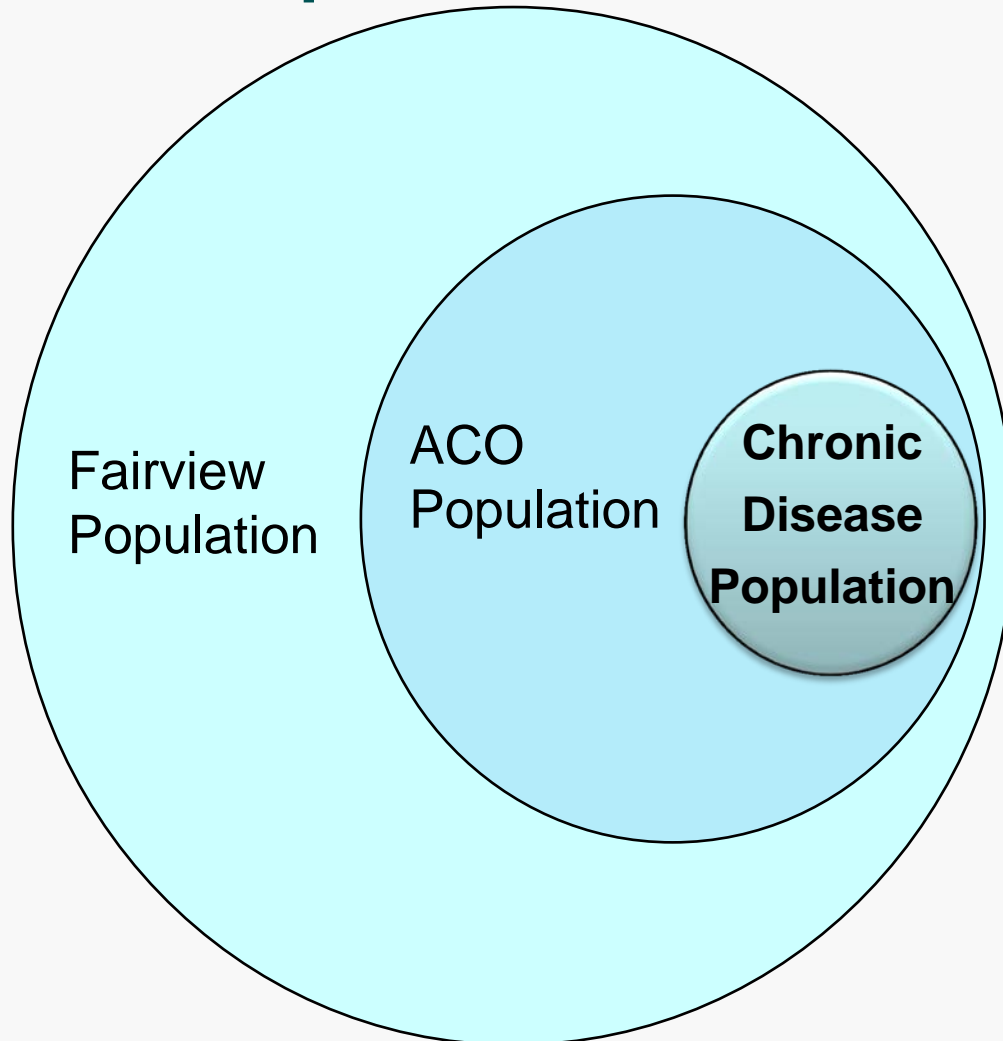 Fairview
Population
ACO
Population
Chronic
Disease
Population